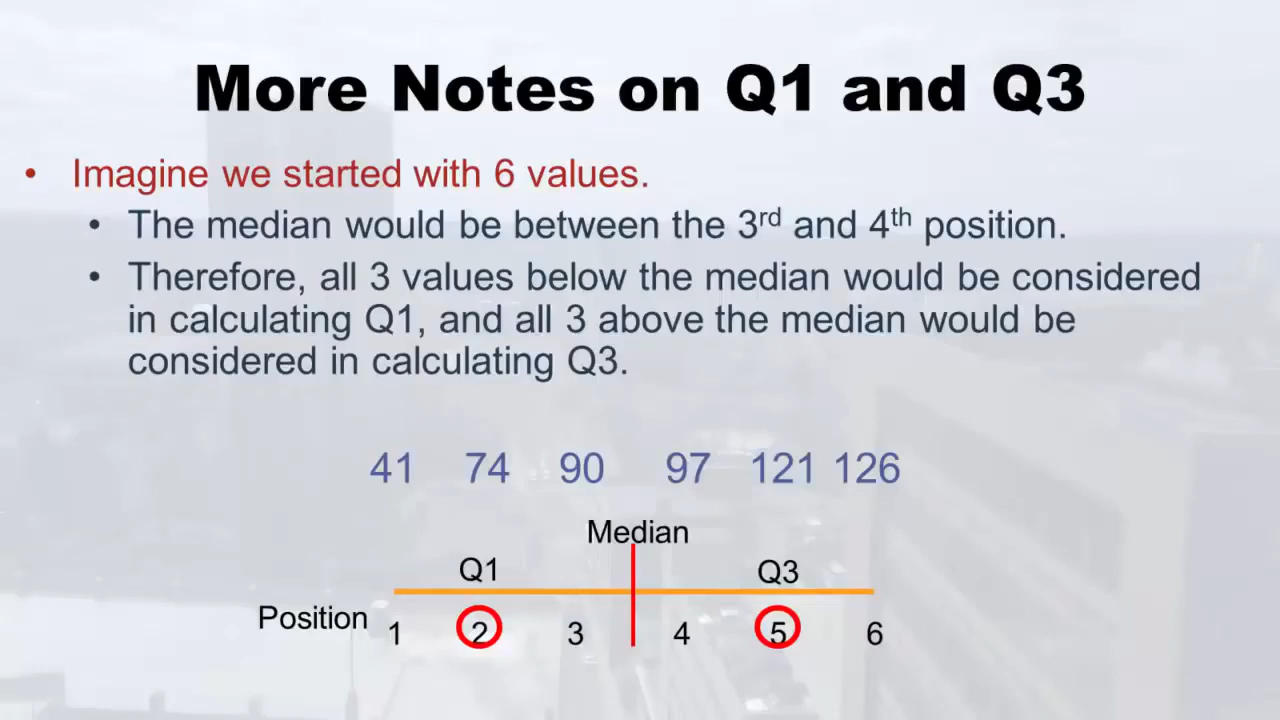 More Notes on Q1 and Q3
• Imagine we started with 6 values.
• The median would be between the 3rd and 4th position.
• Therefore, all 3 values below the median would be considered
in calculating Q1, and all 3 above the median would be
considered in calculating Q3.
41 74 90 97 121 126
Median
Q1 Q3
Position 1 2 3 4 5 6